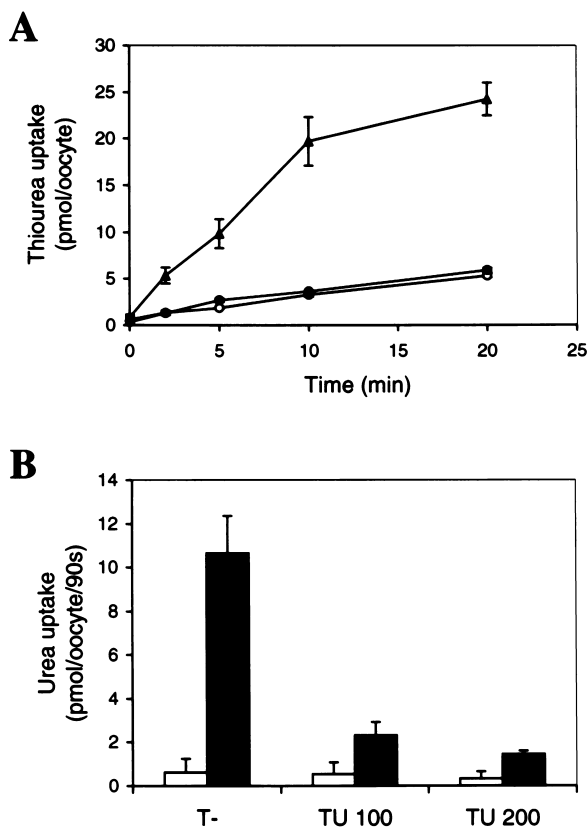 A
30
25
20
15
10
5
0
Thiourea uptake
(pmol/oocyte)
0 5 10 15 20 25
Time (min)
B
14
12
10
8
6
4
2
0
Urea uptake
(pmol/oocyte/90s)
T- TU 100 TU 200